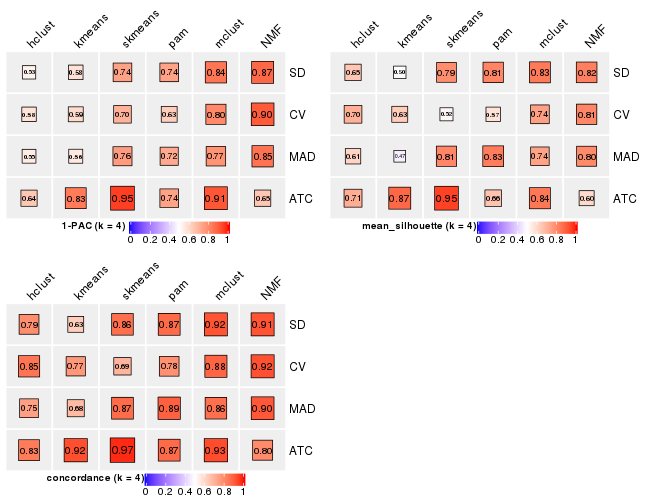 hclust kmeans skmeans pam mclust NMF
0.53 0.58 0.74 0.74 0.84 0.87 SD
0.58 0.59 0.70 0.63 0.80 0.90 CV
0.55 0.56 0.76 0.72 0.77 0.85 MAD
0.64 0.83 0.95 0.74 0.91 0.65 ATC
1-PAC (k = 4)
0 0.2 0.4 0.6 0.8 1
hclust kmeans skmeans pam mclust NMF
0.65 0.50 0.79 0.81 0.83 0.82 SD
0.70 0.63 0.52 0.57 0.74 0.81 CV
0.61 0.47 0.81 0.83 0.74 0.80 MAD
0.71 0.87 0.95 0.66 0.84 0.60 ATC
mean_silhouette (k = 4)
0 0.2 0.4 0.6 0.8 1
hclust kmeans skmeans pam mclust NMF
0.79 0.63 0.86 0.87 0.92 0.91 SD
0.85 0.77 0.69 0.78 0.88 0.92 CV
0.75 0.68 0.87 0.89 0.86 0.90 MAD
0.83 0.92 0.97 0.87 0.93 0.80 ATC
concordance (k = 4)
0 0.2 0.4 0.6 0.8 1